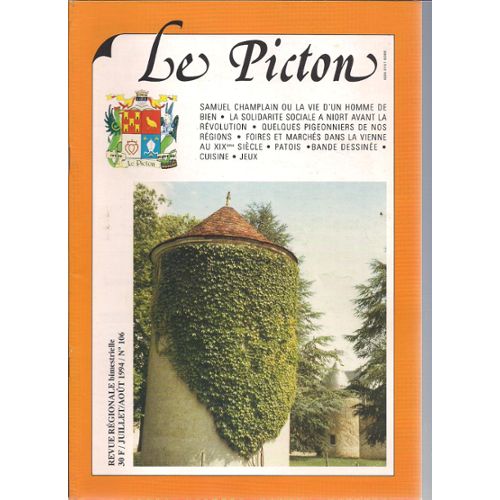 Le Picton
SAMUEL CHAMPLAIN OU LA VIE D'UN HOMME DE
BIEN • LA SOLIDARITE SOCIALE A NIORT AVANT LA
RÉVOLUTION • QUELQUES PIGEONNIERS DE NOS
RÉGIONS • FOIRES ET MARCHÉS DANS LA VIENNE
AU XIXème SIÈCLE • PATOIS • BANDE DESSINÉE •
CUISINE • JEUX
Le Picton
REVUE RÉGIONALE bimestrielle
30 F / JUILLET/AOÛT 1994 / N° 106